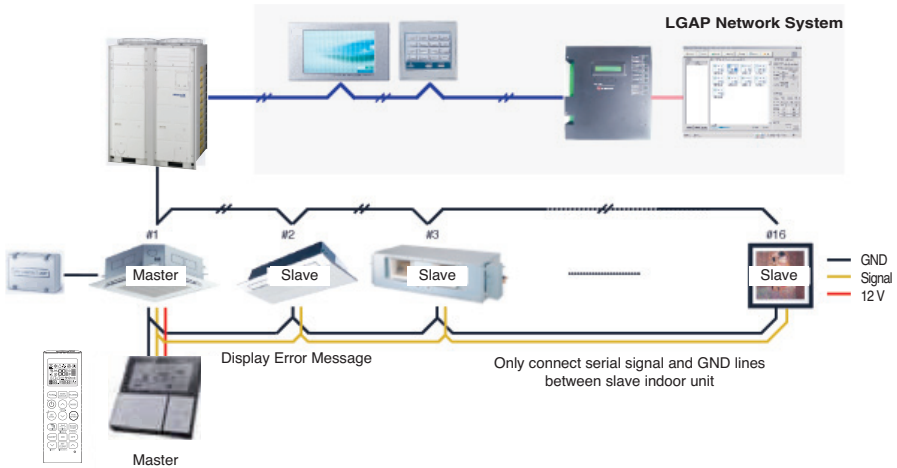 LGAP Network System
#1
#2
#3
#16
Master
Slave
Slave
Slave
GND
Signal
12 V
Display Error Message
Only connect serial signal and GND lines
between slave indoor unit
Master